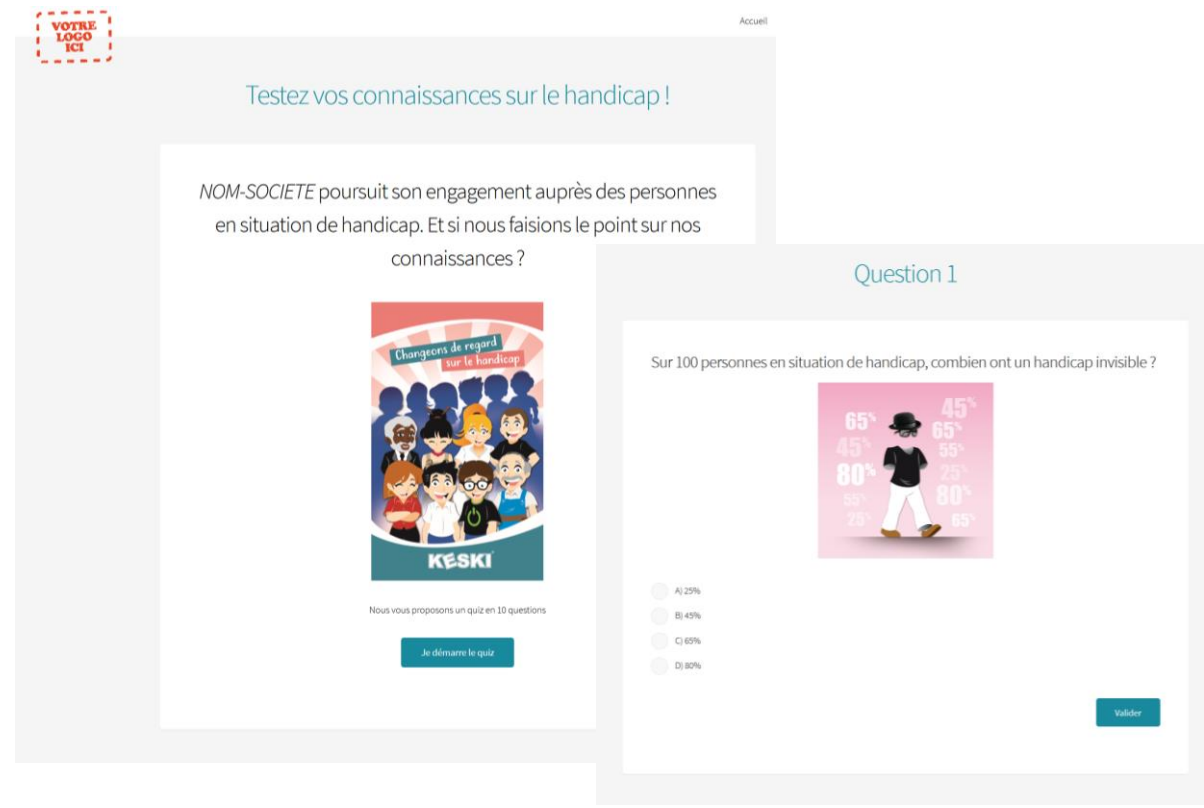 VOTRE
LOGO
ICI
Accueil
Testez vos connaissances sur le handicap !
NOM-SOCIETE poursuit son engagement auprès des personnes
en situation de handicap. Et si nous faisions le point sur nos
connaissances ?
Changeons de regard
sur le handicap
KESKI
Nous vous proposons un quiz en 10 questions
Je démarre le quiz
Question 1
Sur 100 personnes en situation de handicap, combien ont un handicap invisible ?
45%
65%
65%
45%
55%
80%
25%
55%
80%
25%
65%
A) 25%
B) 45%
C) 65%
D) 80%
Valider